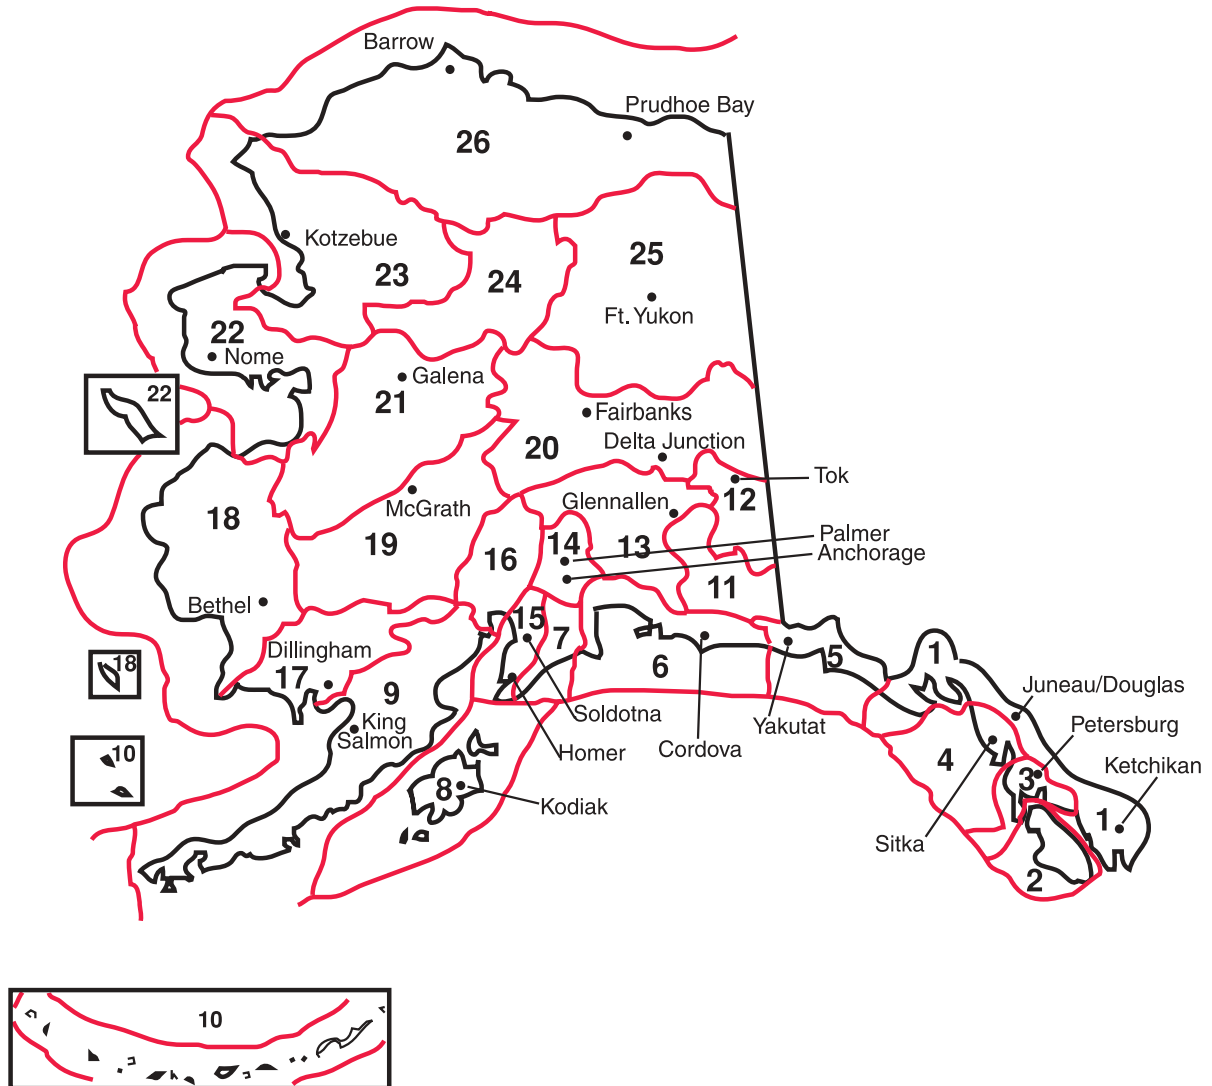 Barrow
Prudhoe Bay
26
Kotzebue
23
24
25
Ft. Yukon
22
Nome
Galena
22
21
Fairbanks
Delta Junction
20
Tok
12
McGrath
Glennallen
18
19
16
14
13
Palmer
Anchorage
11
Bethel
15
7
Dillingham
17
18
9
6
5
1
Juneau/Douglas
King
Salmon
Soldotna
Yakutat
Petersburg
10
Homer
Cordova
4
3
Ketchikan
8
Kodiak
1
Sitka
2
10